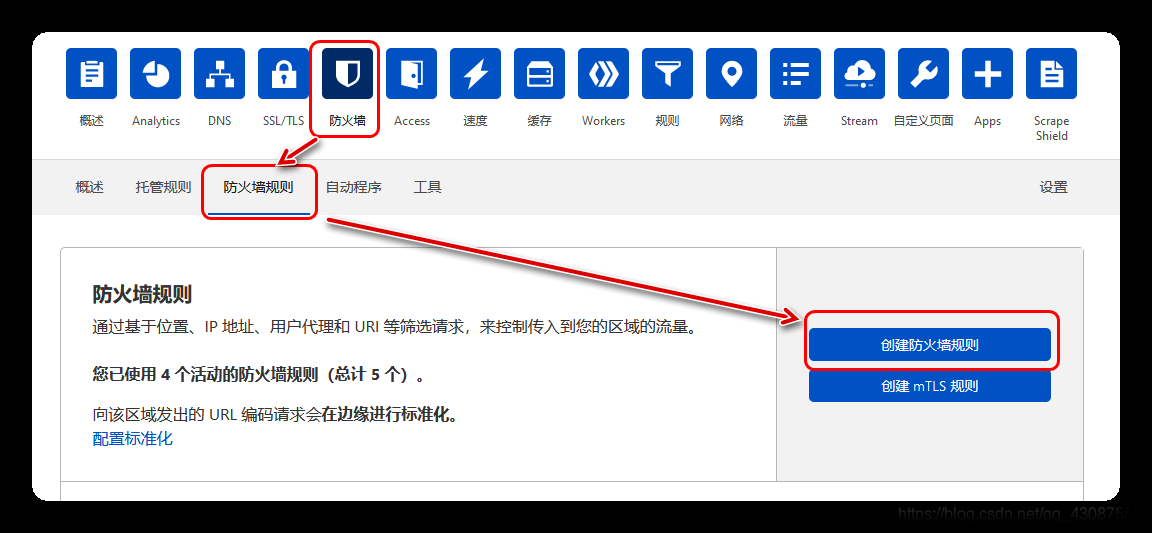 概述 Analytics DNS SSL/TLS 防火墙 Access 速度 缓存 Workers 规则 网络 流量 Stream 自定义页面 Apps Scrape
Shield
概述 托管规则 防火墙规则 自动程序 工具 设置
防火墙规则
通过基于位置、IP 地址、用户代理和 URI 等筛选请求，来控制传入到您的区域的流量。
您已使用 4 个活动的防火墙规则（总计 5 个）。
向该区域发出的 URL 编码请求会在边缘进行标准化。
配置标准化
创建防火墙规则
创建 mTLS 规则